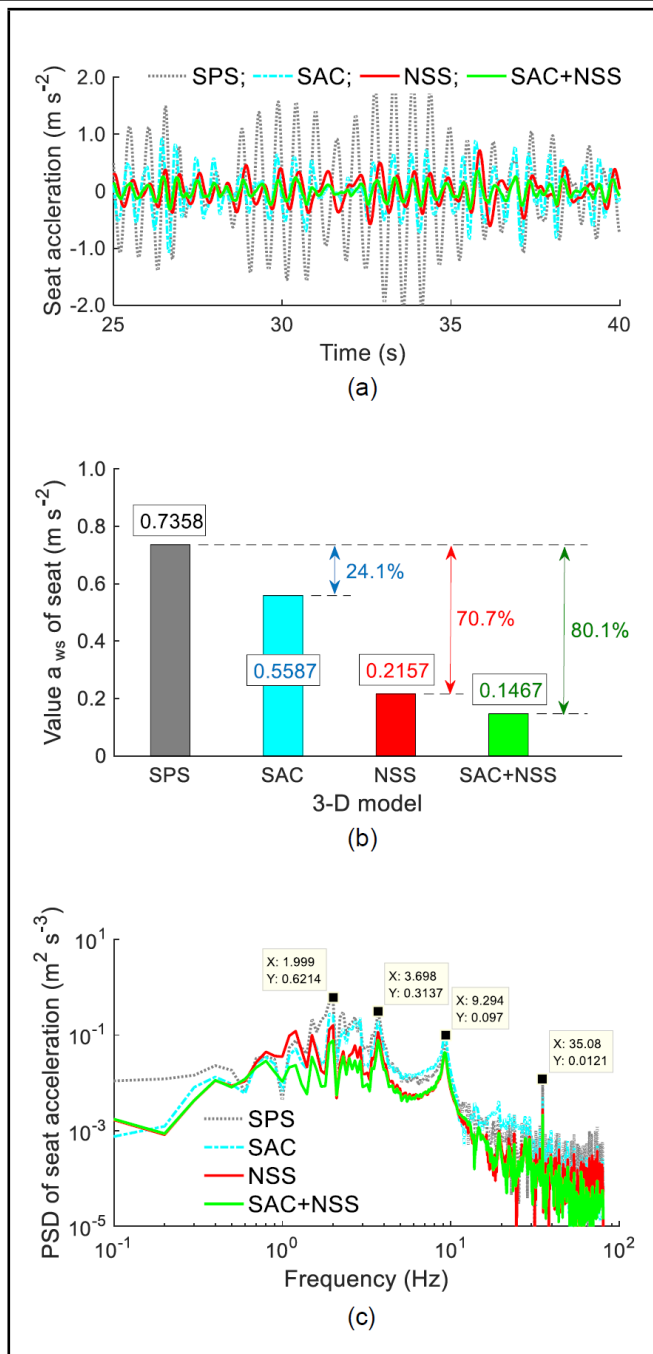 SPS; SAC; NSS; SAC+NSS
2.0
1.0
0
-1.0
-2.0
Seat accleration (m s-2)
25 30 35 40
Time (s)
(a)
1.0
0.8
0.6
0.4
0.2
0
Value a ws of seat (m s-2)
0.7358
24.1%
0.5587
70.7%
0.2157
80.1%
0.1467
SPS SAC NSS SAC+NSS
3-D model
(b)
PSD of seat acceleration (m2 s-3)
101
10-1
10-3
10-5
X: 1.999
Y: 0.6214
X: 3.698
Y: 0.3137
X: 9.294
Y: 0.097
X: 35.08
Y: 0.0121
SPS
SAC
NSS
SAC+NSS
10-1 100 101 102
Frequency (Hz)
(c)